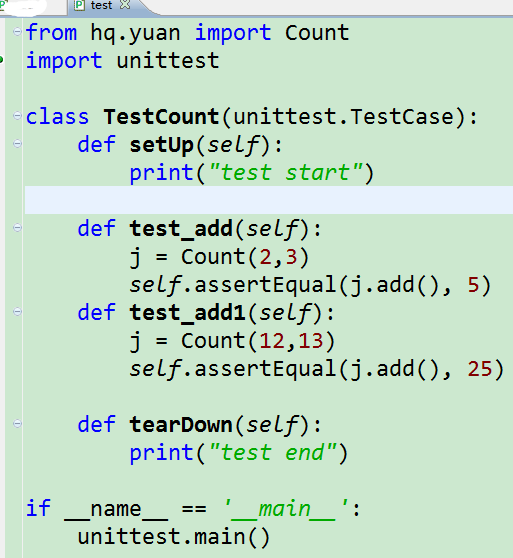 test
from hq.yuan import Count
import unittest
class TestCount(unittest.TestCase):
    def setUp(self):
        print("test start")
    def test_add(self):
        j = Count(2,3)
        self.assertEqual(j.add(), 5)
    def test_add1(self):
        j = Count(12,13)
        self.assertEqual(j.add(), 25)
    def tearDown(self):
        print("test end")
if __name__ == '__main__':
    unittest.main()